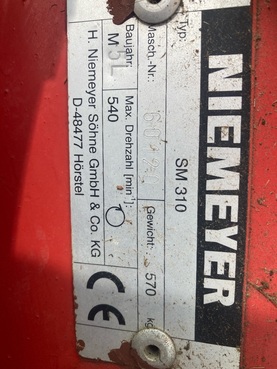 NIEMEYER
Typ: SM 310
Masch.-Nr.: Gewicht: 570 kg
Baujahr: Max. Drehzahl [min⁻¹]
M 540
H. Niemeyer Söhne GmbH & Co. KG
D-48477 Hörstel
CE